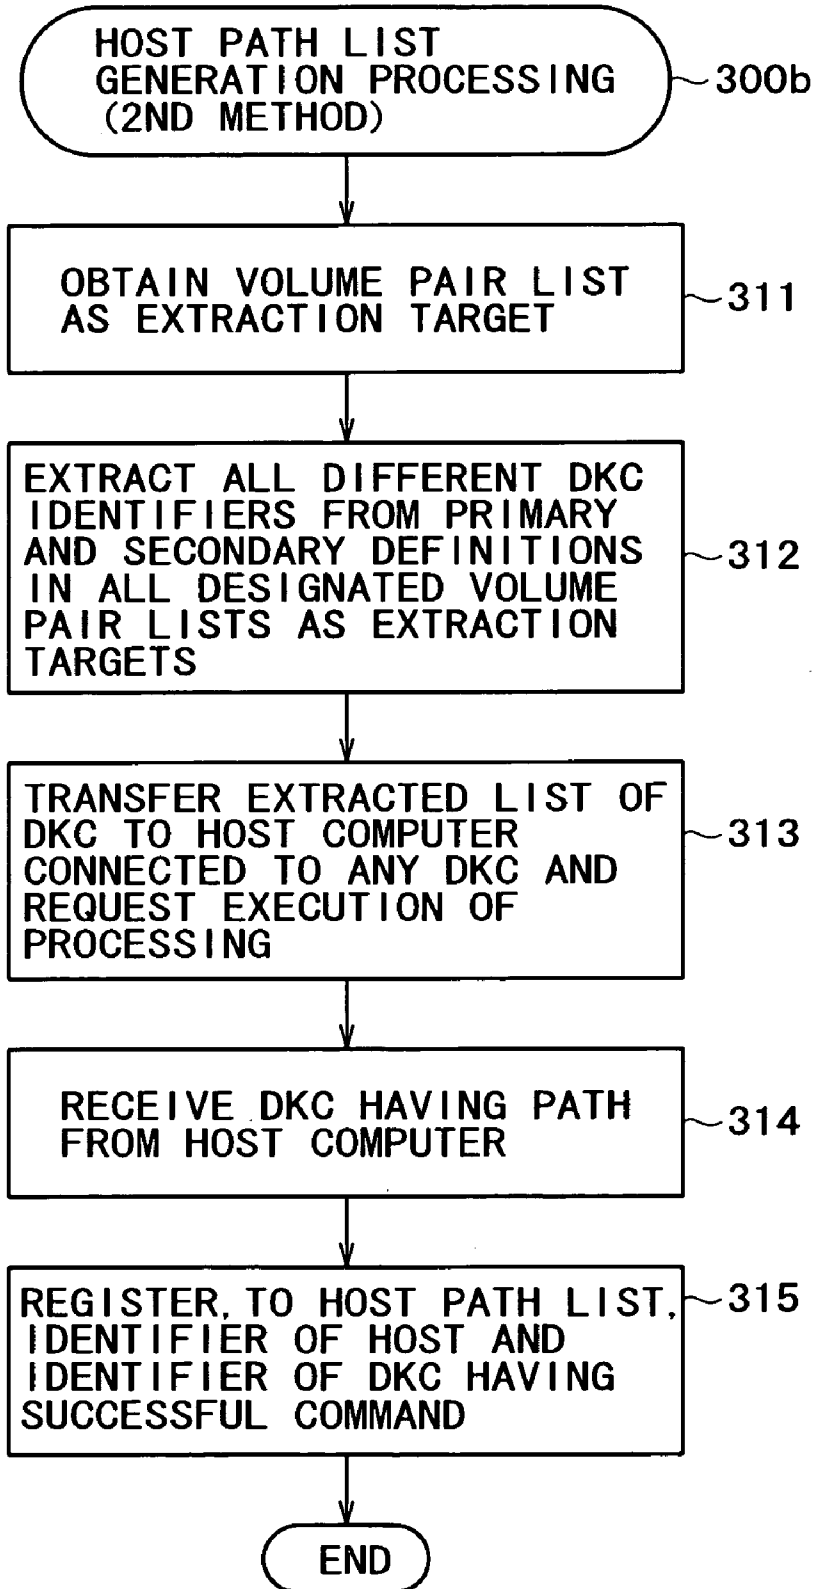 HOST PATH LIST
GENERATION PROCESSING
(2ND METHOD)
300b
OBTAIN VOLUME PAIR LIST
AS EXTRACTION TARGET
311
EXTRACT ALL DIFFERENT DKC
IDENTIFIERS FROM PRIMARY
AND SECONDARY DEFINITIONS
IN ALL DESIGNATED VOLUME
PAIR LISTS AS EXTRACTION
TARGETS
312
TRANSFER EXTRACTED LIST OF
DKC TO HOST COMPUTER
CONNECTED TO ANY DKC AND
REQUEST EXECUTION OF
PROCESSING
313
RECEIVE DKC HAVING PATH
FROM HOST COMPUTER
314
REGISTER, TO HOST PATH LIST,
IDENTIFIER OF HOST AND
IDENTIFIER OF DKC HAVING
SUCCESSFUL COMMAND
315
END